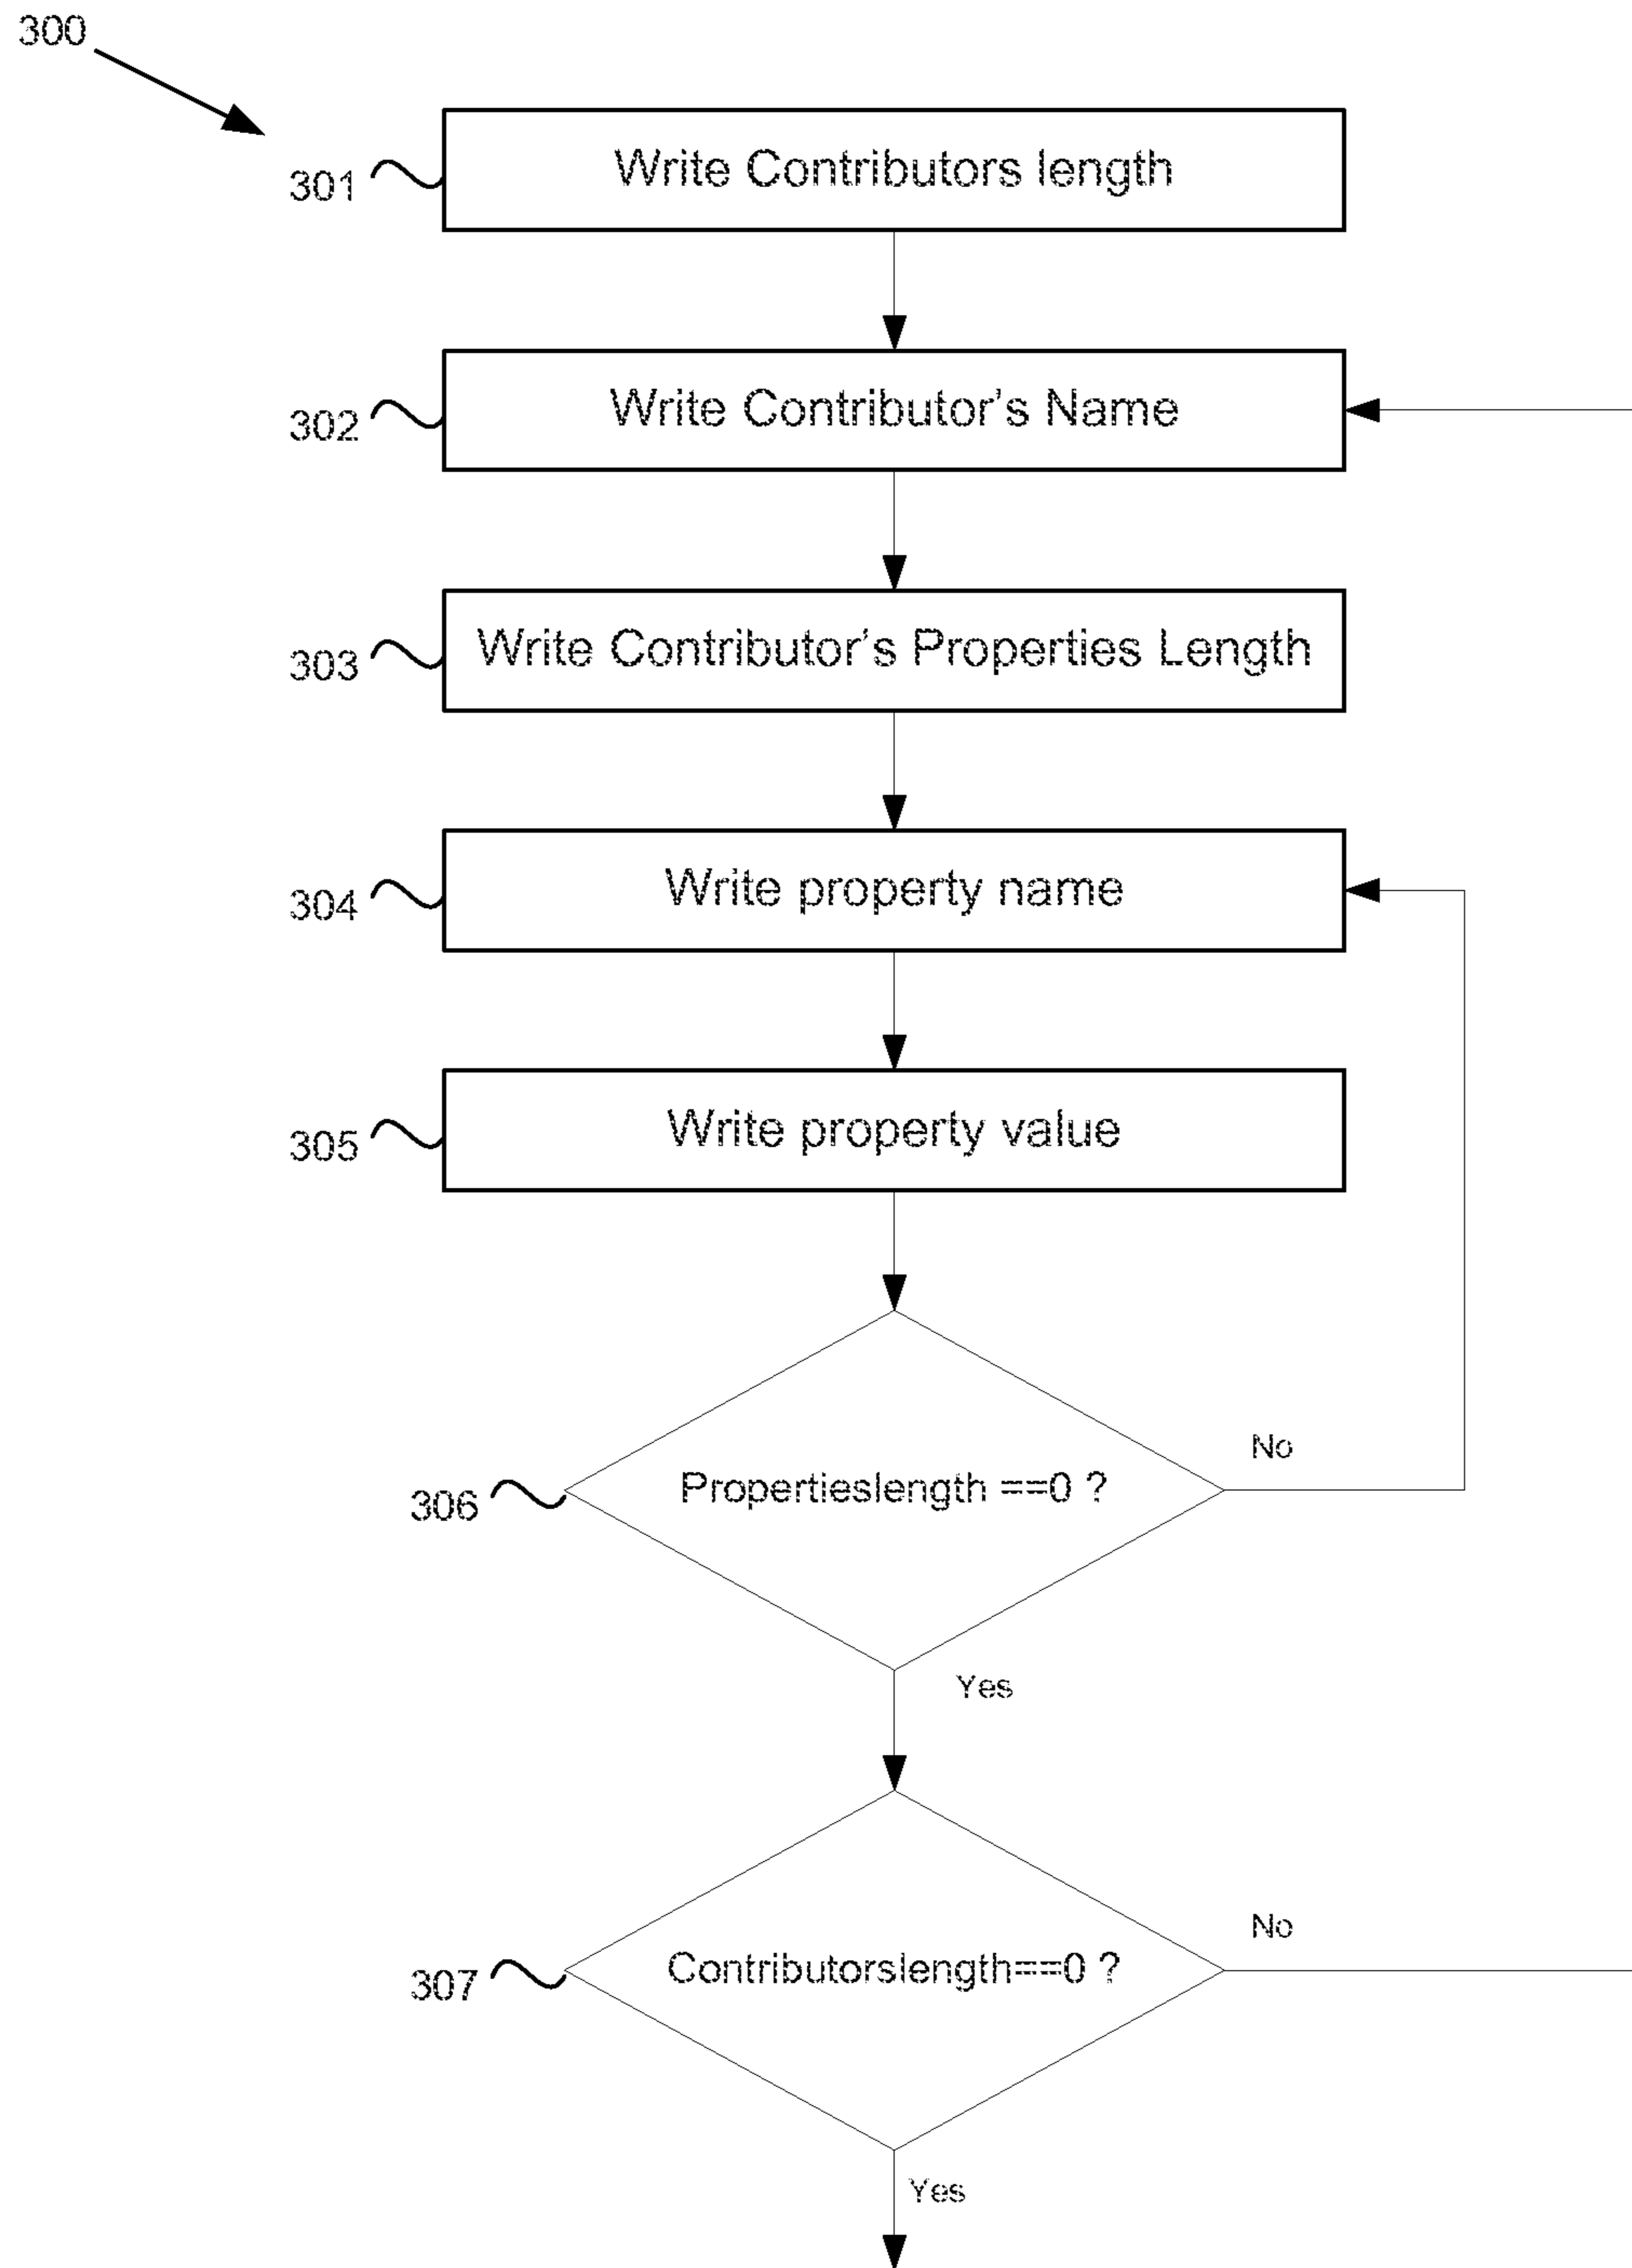 300
301 Write Contributors length
302 Write Contributor’s Name
303 Write Contributor’s Properties Length
304 Write property name
305 Write property value
No
306 Propertieslength ==0 ?
Yes
No
307 Contributorslength==0 ?
Yes